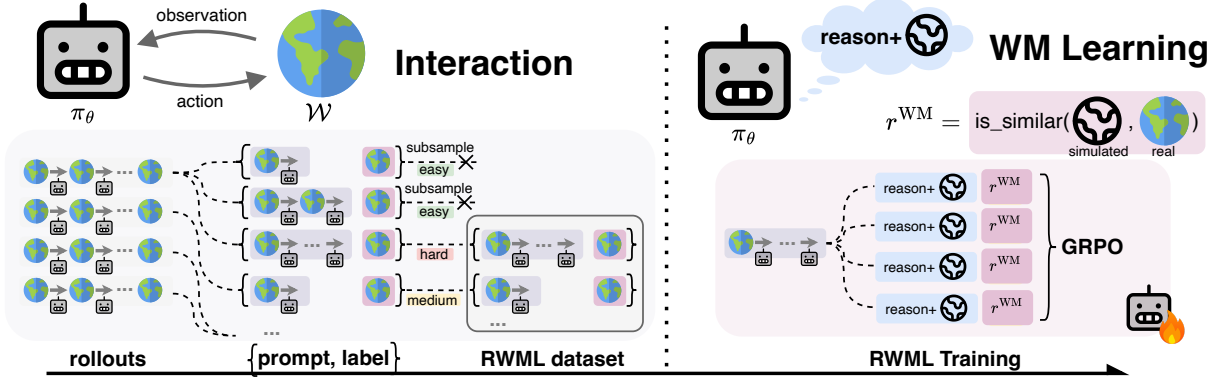 observation
action
π_θ
𝒲
Interaction
subsample
easy
subsample
easy
hard
medium
...
...
rollouts
{prompt, label}
RWML dataset
reason+
WM Learning
π_θ
r^WM = is_similar( , )
simulated
real
reason+
r^WM
reason+
r^WM
reason+
r^WM
reason+
r^WM
GRPO
RWML Training